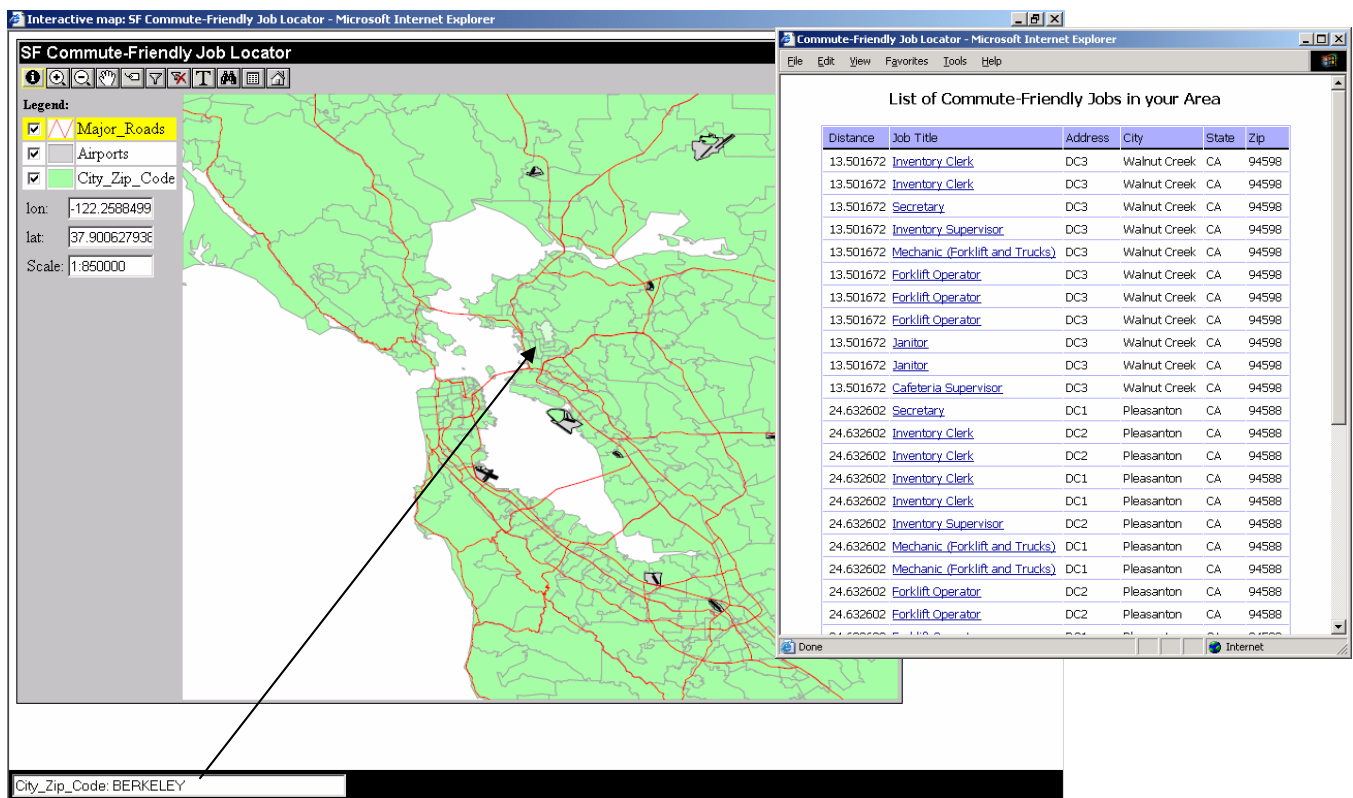 Interactive map: SF Commute-Friendly Job Locator - Microsoft Internet Explorer
SF Commute-Friendly Job Locator
T
Legend:
Major_Roads
Airports
City_Zip_Code
lon: -122.2588499
lat: 37.900627936
Scale: 1:850000
City_Zip_Code: BERKELEY
Commute-Friendly Job Locator - Microsoft Internet Explorer
File Edit View Favorites Tools Help
List of Commute-Friendly Jobs in your Area
Distance Job Title Address City State Zip
13.501672 Inventory Clerk DC3 Walnut Creek CA 94598
13.501672 Inventory Clerk DC3 Walnut Creek CA 94598
13.501672 Secretary DC3 Walnut Creek CA 94598
13.501672 Inventory Supervisor DC3 Walnut Creek CA 94598
13.501672 Mechanic (Forklift and Trucks) DC3 Walnut Creek CA 94598
13.501672 Forklift Operator DC3 Walnut Creek CA 94598
13.501672 Forklift Operator DC3 Walnut Creek CA 94598
13.501672 Forklift Operator DC3 Walnut Creek CA 94598
13.501672 Janitor DC3 Walnut Creek CA 94598
13.501672 Janitor DC3 Walnut Creek CA 94598
13.501672 Cafeteria Supervisor DC3 Walnut Creek CA 94598
24.632602 Secretary DC1 Pleasanton CA 94588
24.632602 Inventory Clerk DC2 Pleasanton CA 94588
24.632602 Inventory Clerk DC2 Pleasanton CA 94588
24.632602 Inventory Clerk DC1 Pleasanton CA 94588
24.632602 Inventory Clerk DC1 Pleasanton CA 94588
24.632602 Inventory Supervisor DC2 Pleasanton CA 94588
24.632602 Mechanic (Forklift and Trucks) DC1 Pleasanton CA 94588
24.632602 Mechanic (Forklift and Trucks) DC1 Pleasanton CA 94588
24.632602 Forklift Operator DC2 Pleasanton CA 94588
24.632602 Forklift Operator DC2 Pleasanton CA 94588
Done Internet